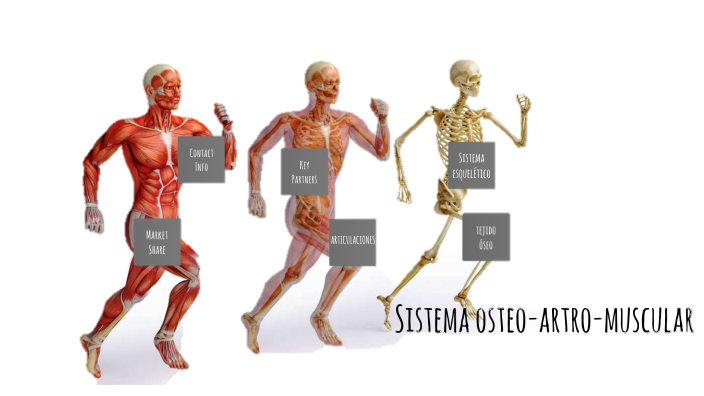 Contact
Info
Key
Partners
Sistema
esquelético
Market
Share
articulaciones
tejido
óseo
Sistema osteo-artro-muscular